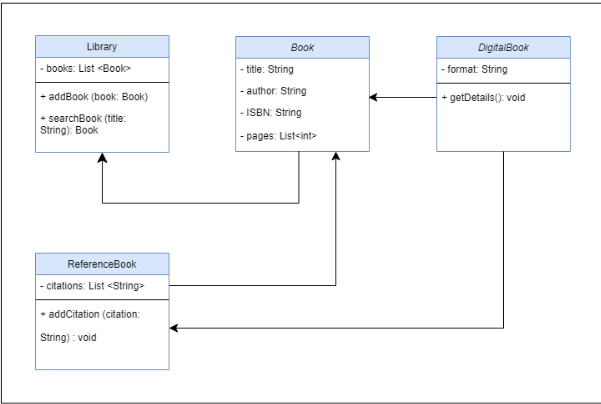 Library
- books: List <Book>
+ addBook (book: Book)
+ searchBook (title:
String): Book
Book
- title: String
- author: String
- ISBN: String
- pages: List<int>
DigitalBook
- format: String
+ getDetails(): void
ReferenceBook
- citations: List <String>
+ addCitation (citation:
String) : void